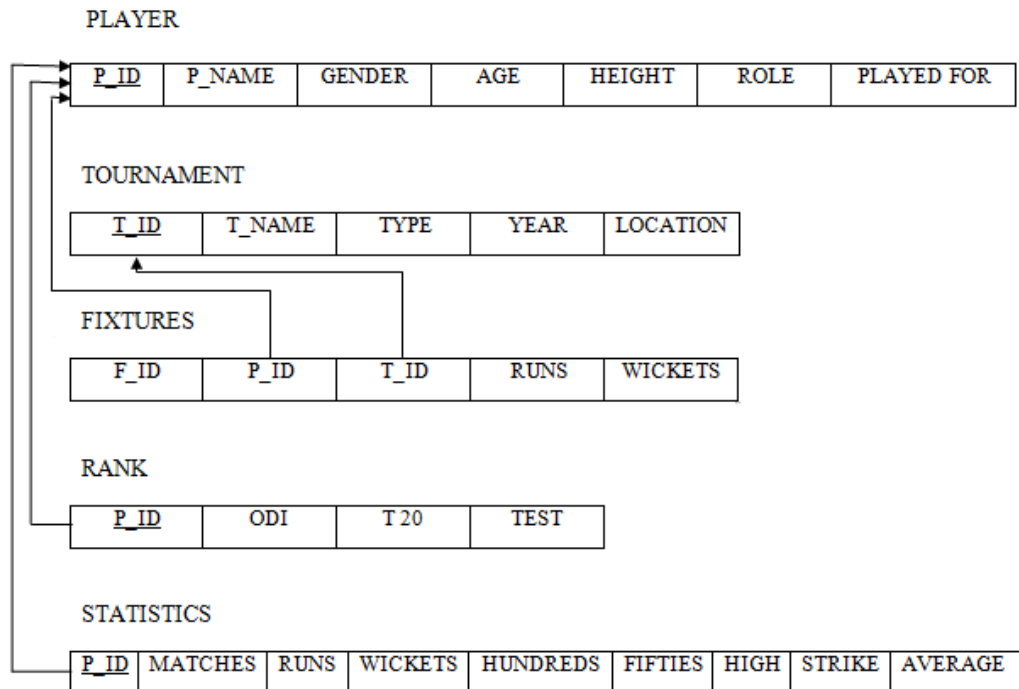 PLAYER
P_ID P_NAME GENDER AGE HEIGHT ROLE PLAYED FOR
TOURNAMENT
T_ID T_NAME TYPE YEAR LOCATION
FIXTURES
F_ID P_ID T_ID RUNS WICKETS
RANK
P_ID ODI T 20 TEST
STATISTICS
P_ID MATCHES RUNS WICKETS HUNDREDS FIFTIES HIGH STRIKE AVERAGE